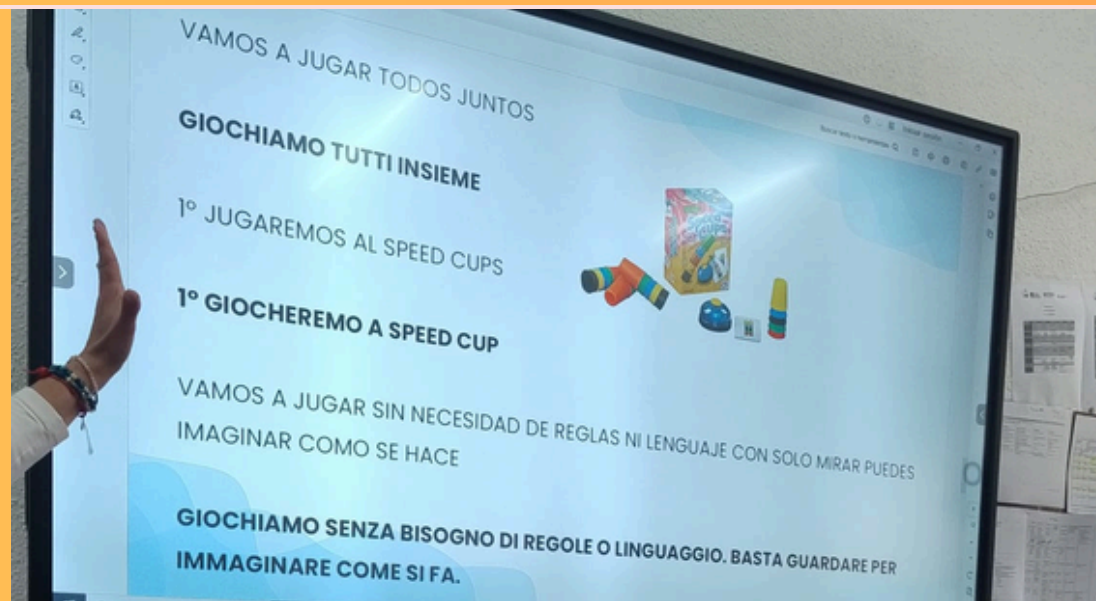 VAMOS A JUGAR TODOS JUNTOS
GIOCHIAMO TUTTI INSIEME
1º JUGAREMOS AL SPEED CUPS
1º GIOCHEREMO A SPEED CUP
VAMOS A JUGAR SIN NECESIDAD DE REGLAS NI LENGUAJE CON SOLO MIRAR PUEDES
IMAGINAR COMO SE HACE
GIOCHIAMO SENZA BISOGNO DI REGOLE O LINGUAGGIO. BASTA GUARDARE PER
IMMAGINARE COME SI FA.